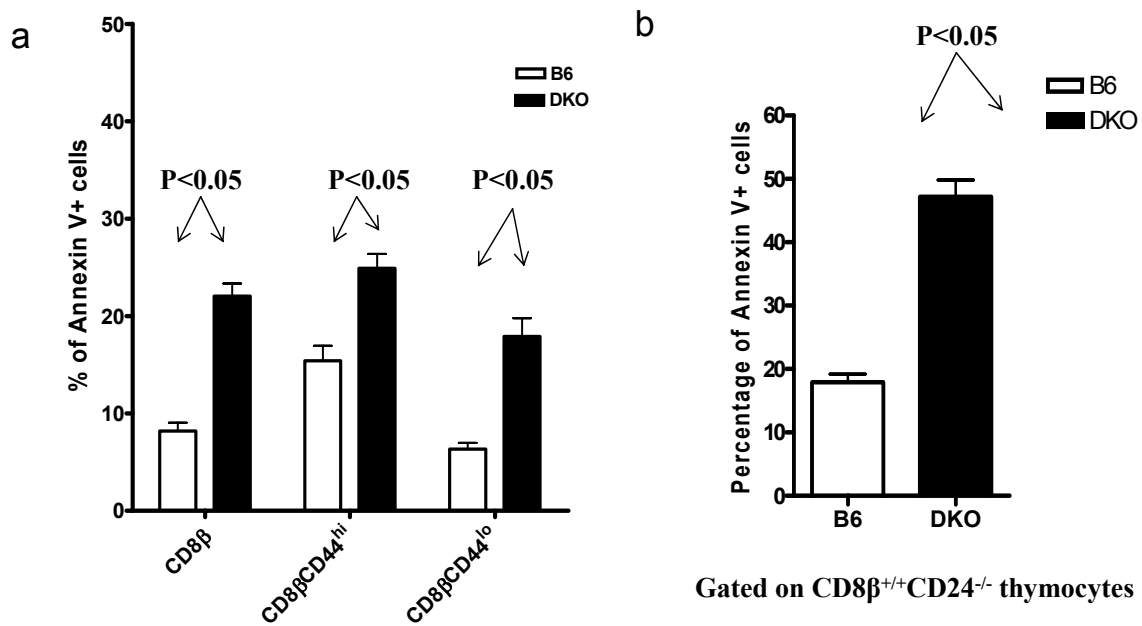 a
50
40
30
20
10
0
% of Annexin V+ cells
B6
DKO
P<0.05
P<0.05
P<0.05
CD8β
CD8βCD44hi
CD8βCD44lo
b
P<0.05
B6
DKO
60
50
40
30
20
10
0
Percentage of Annexin V+ cells
B6 DKO
Gated on CD8β+/+CD24-/- thymocytes